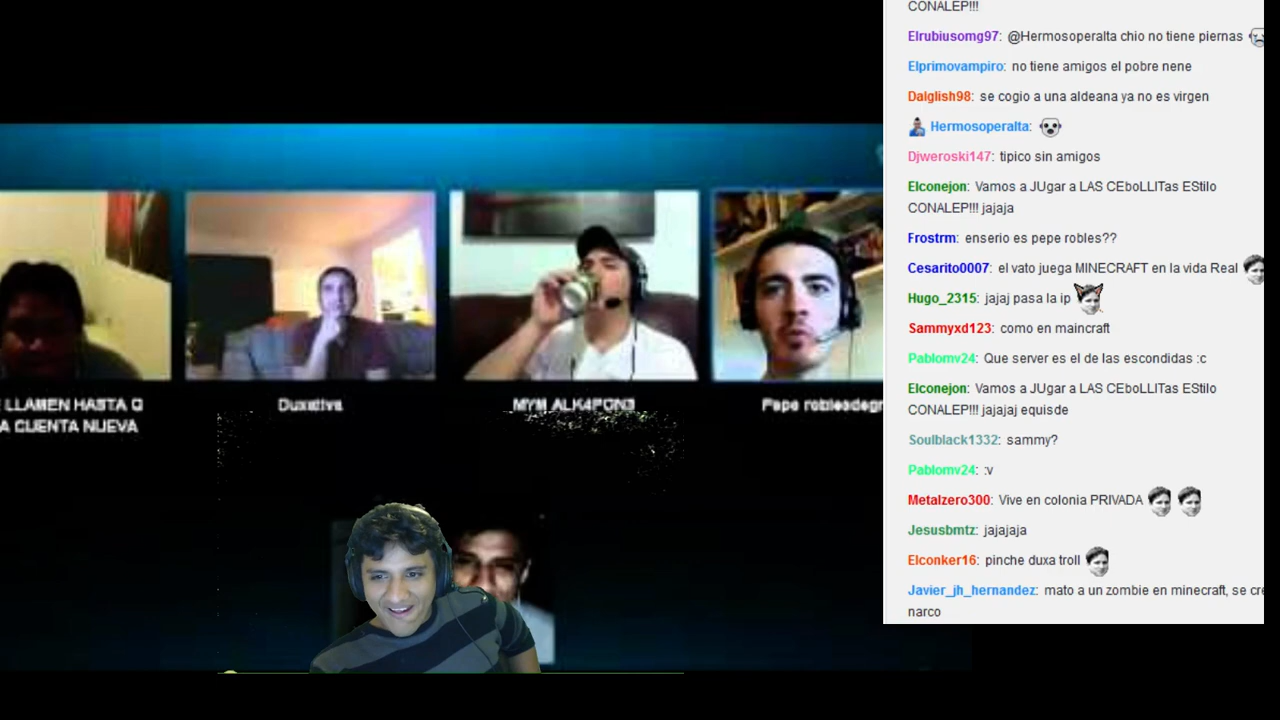 LLAMEN HASTA Q
A CUENTA NUEVA
Duxativa
MYM ALK4PON3
Pepe roblesdegr
CONALEP!!!
Elrubiusomg97: @Hermosoperalta chio no tiene piernas
Elprimovampiro: no tiene amigos el pobre nene
Dalglish98: se cogio a una aldeana ya no es virgen
Hermosoperalta:
Djweroski147: tipico sin amigos
Elconejon: Vamos a JUgar a LAS CEboLLITas EStilo
CONALEP!!! jajaja
Frostrm: enserio es pepe robles??
Cesarito0007: el vato juega MINECRAFT en la vida Real
Hugo_2315: jajaj pasa la ip
Sammyxd123: como en maincraft
Pablomv24: Que server es el de las escondidas :c
Elconejon: Vamos a JUgar a LAS CEboLLITas EStilo
CONALEP!!! jajajaj equisde
Soulblack1332: sammy?
Pablomv24: :v
Metalzero300: Vive en colonia PRIVADA
Jesusbmtz: jajajaja
Elconker16: pinche duxa troll
Javier_jh_hernandez: mato a un zombie en minecraft, se cre
narco